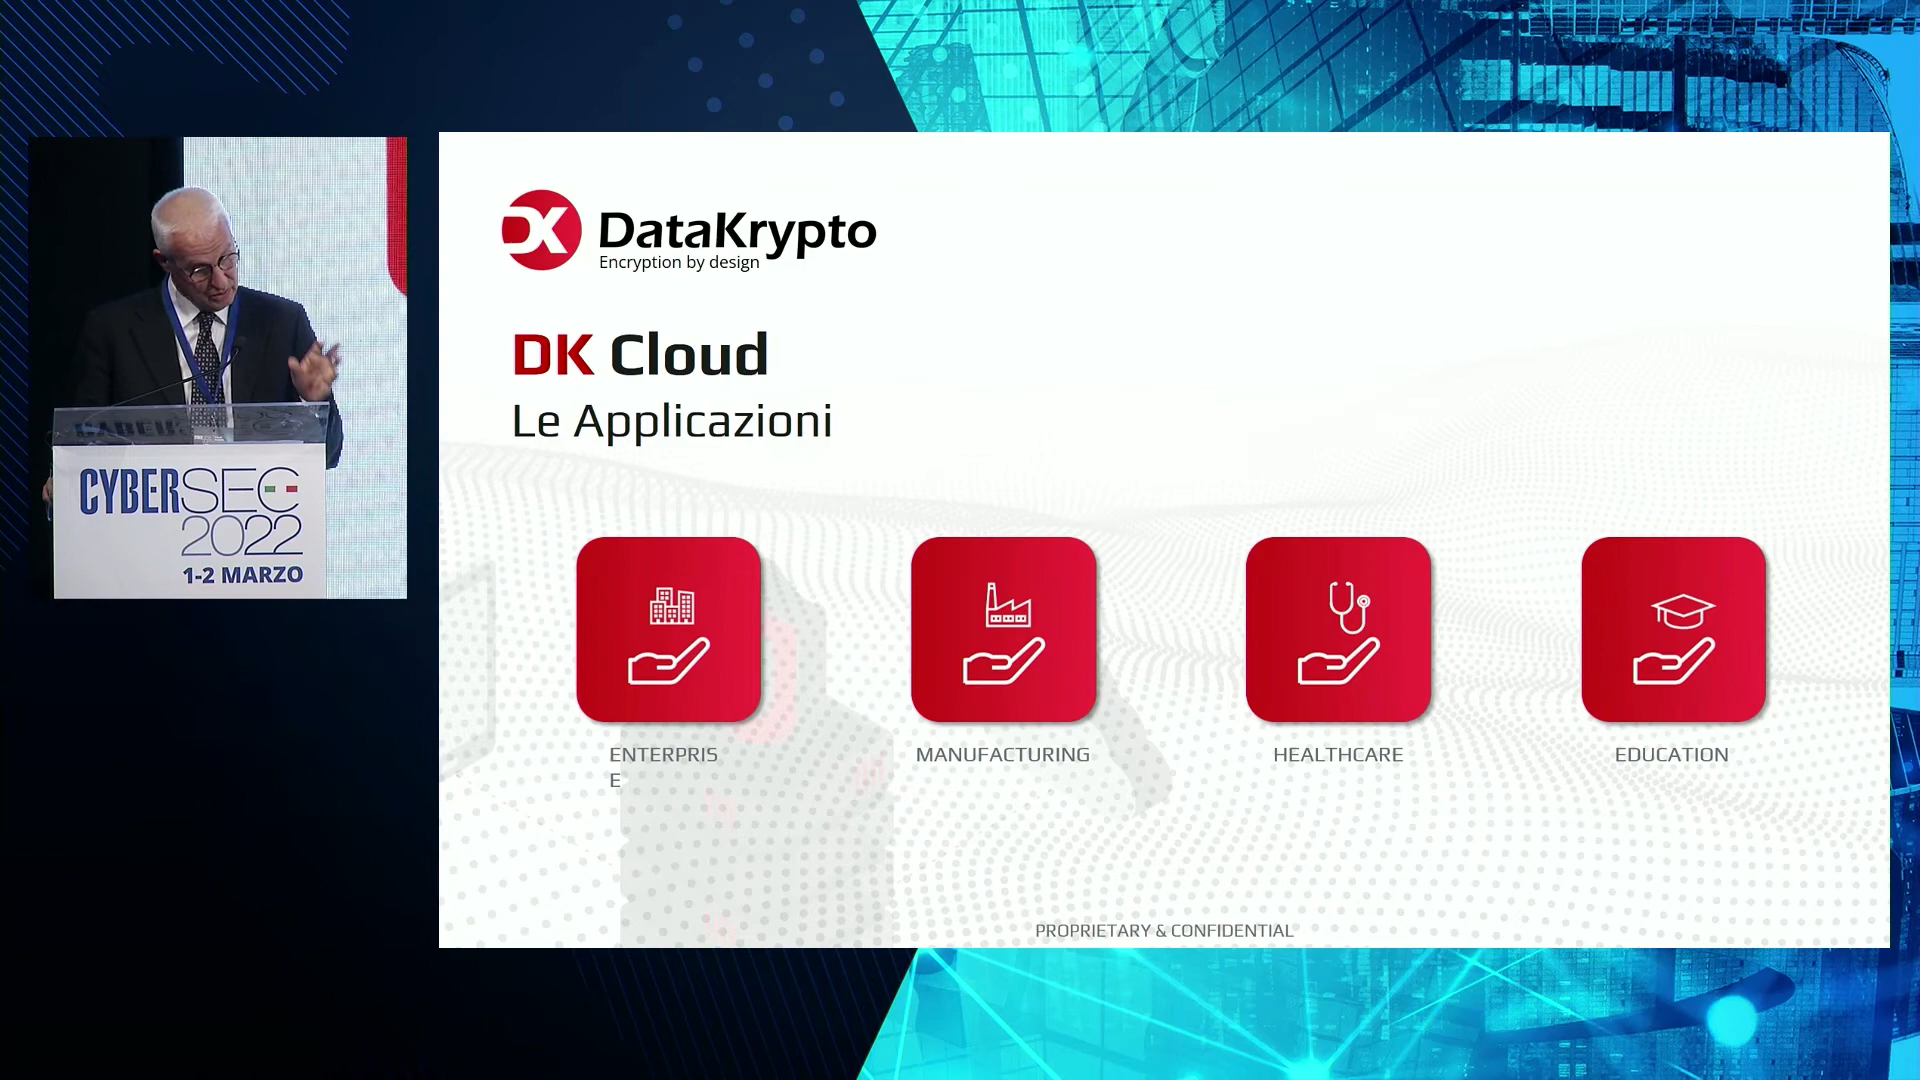 DK DataKrypto
Encryption by design
DK Cloud
Le Applicazioni
CYBERSEC
2022
1-2 MARZO
ENTERPRIS
E
MANUFACTURING
HEALTHCARE
EDUCATION
PROPRIETARY & CONFIDENTIAL